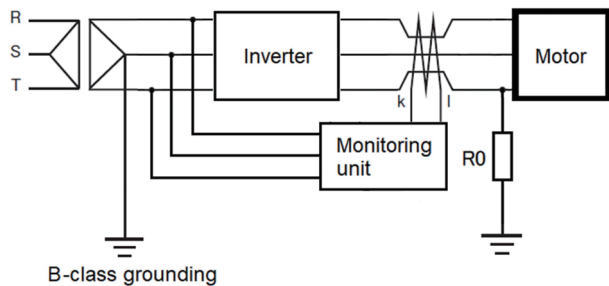 R
S
T
Inverter
Motor
k
l
Monitoring
unit
R0
B-class grounding